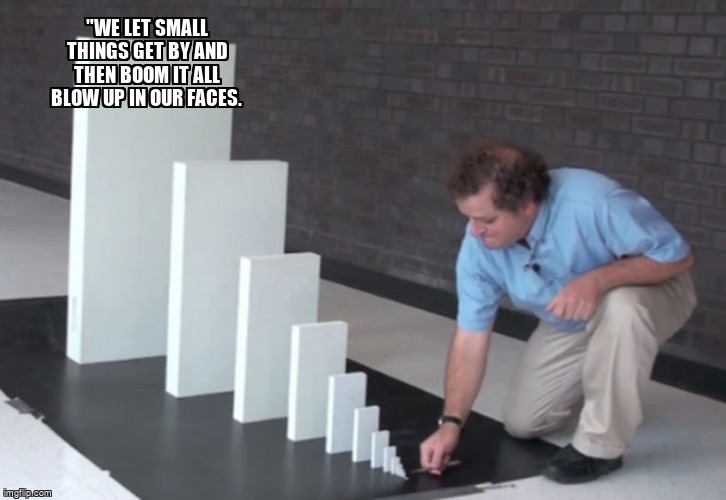 "WE LET SMALL
THINGS GET BY AND
THEN BOOM IT ALL
BLOW UP IN OUR FACES.
imgflip.com